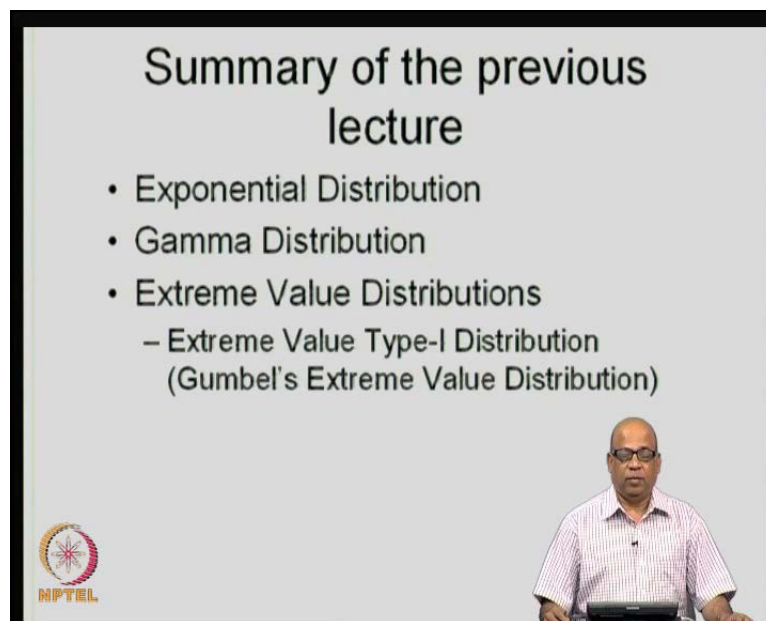 Summary of the previous
lecture
• Exponential Distribution
• Gamma Distribution
• Extreme Value Distributions
– Extreme Value Type-I Distribution
(Gumbel's Extreme Value Distribution)
NPTEL